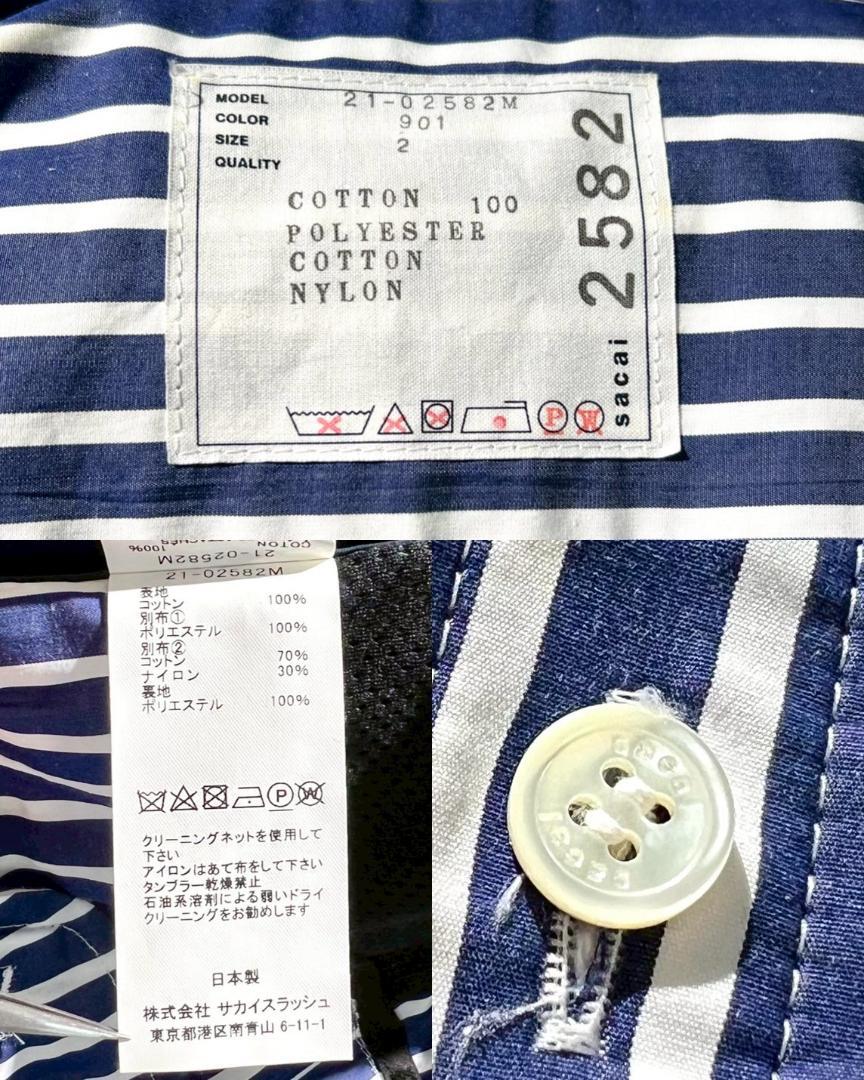 MODEL 21-02582M
COLOR 901
SIZE 2
QUALITY
COTTON 100
POLYESTER
COTTON
NYLON
2582
sacai
P W
100%
21-02582M
21-02582M
表地
コットン 100%
別布①
ポリエステル 100%
別布②
コットン 70%
ナイロン 30%
裏地
ポリエステル 100%
P W
クリーニングネットを使用して
下さい
アイロンはあて布をして下さい
タンブラー乾燥禁止
石油系溶剤による弱いドライ
クリーニングをお勧めします
日本製
株式会社 サカイスラッシュ
東京都港区南青山 6-11-1
sacai
sacai